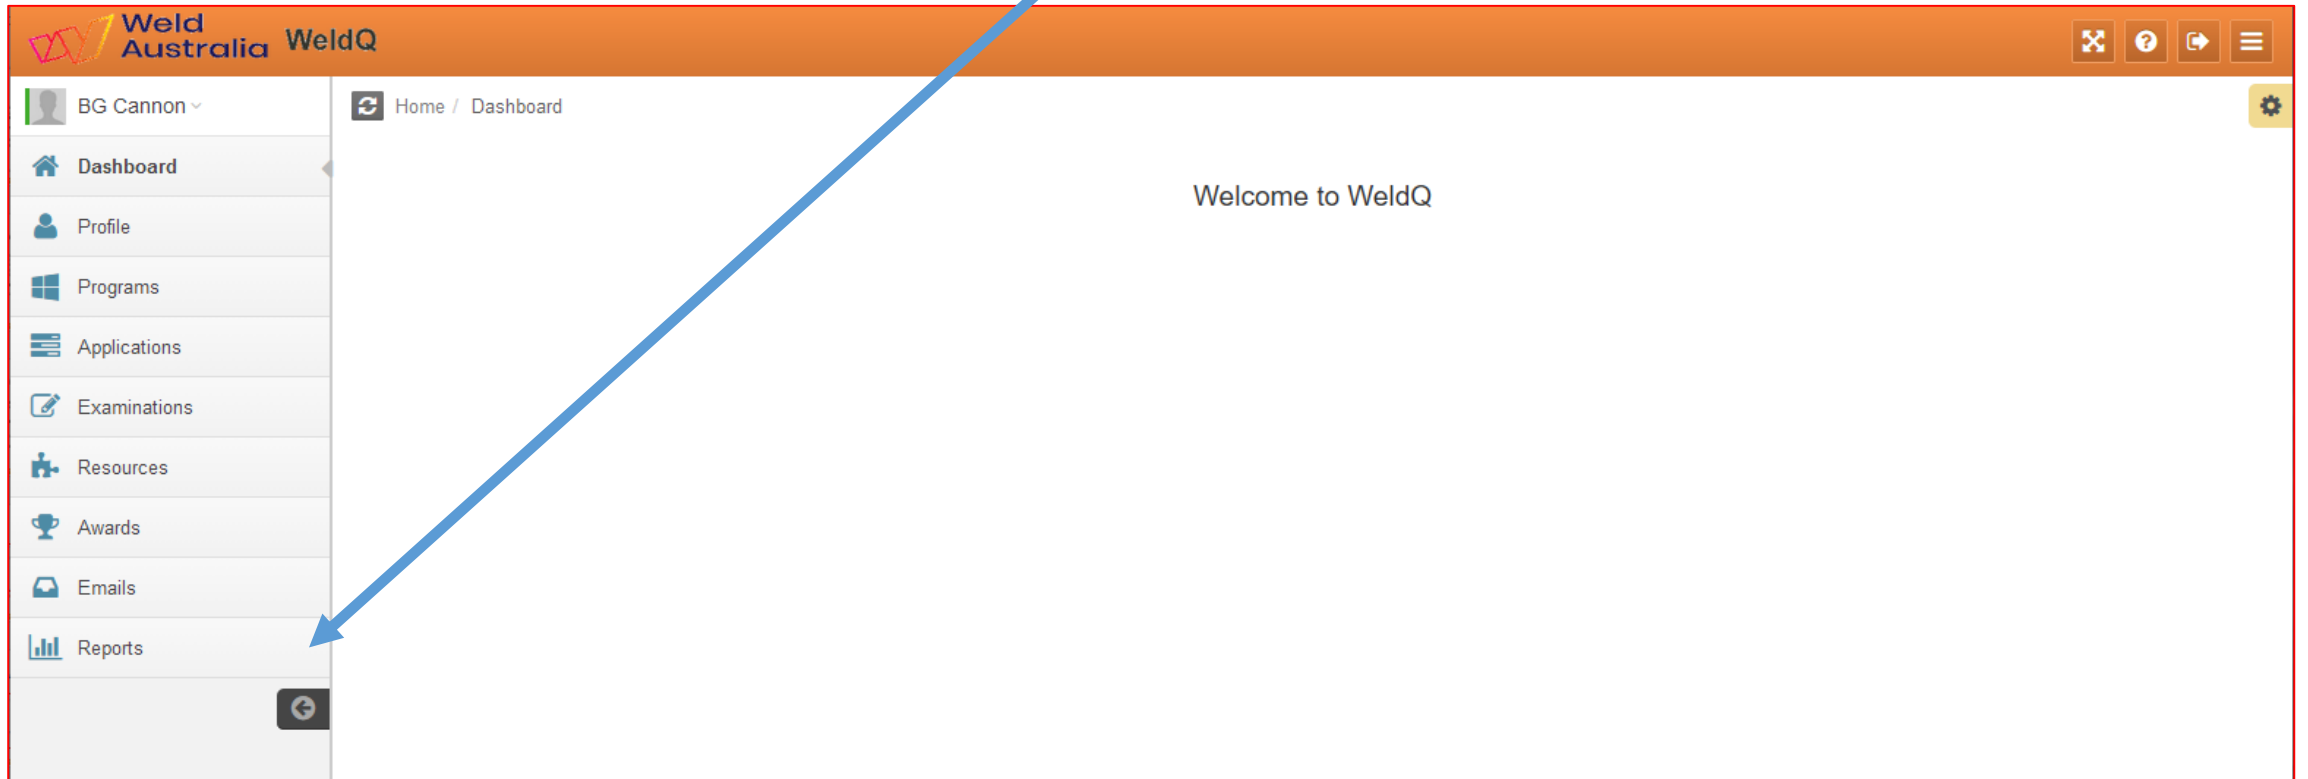 Weld
Australia WeldQ
BG Cannon
Home / Dashboard
Dashboard
Welcome to WeldQ
Profile
Programs
Applications
Examinations
Resources
Awards
Emails
Reports